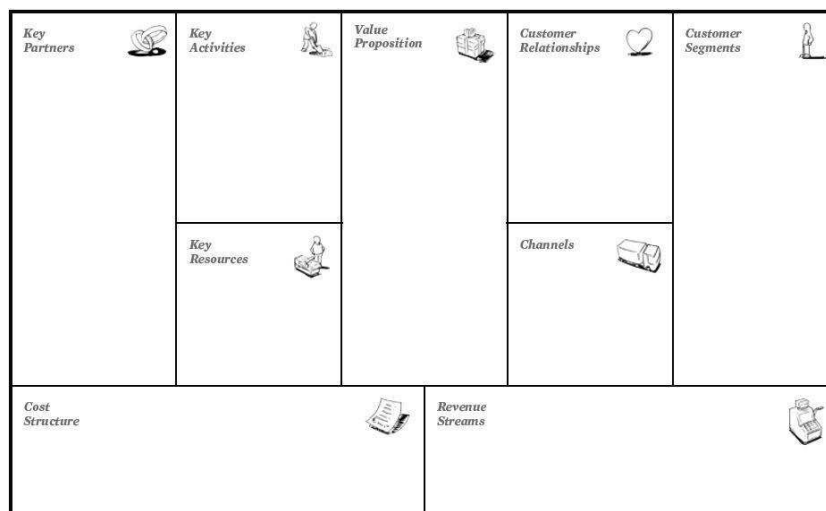 Key
Partners
Key
Activities
Value
Proposition
Customer
Relationships
Customer
Segments
Key
Resources
Channels
Cost
Structure
Revenue
Streams